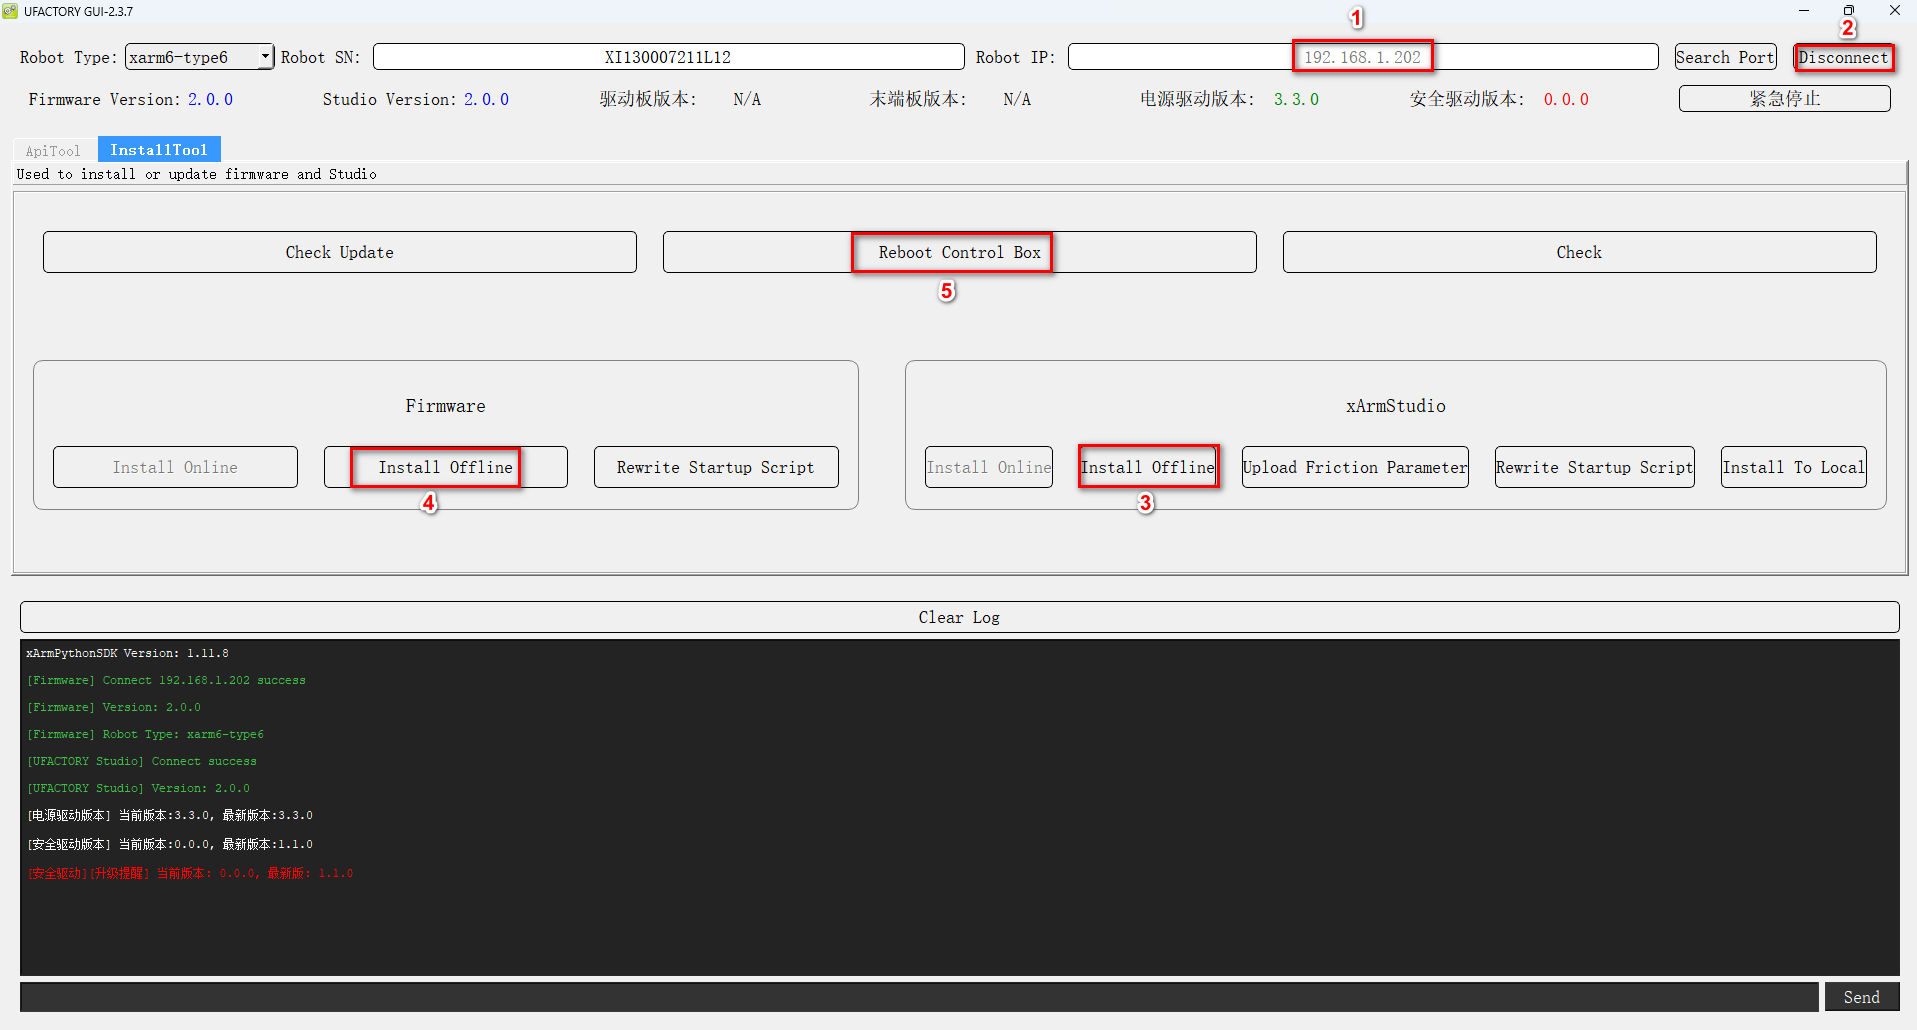 UFACTORY GUI-2.3.7
1
2
Robot Type: xarm6-type6 Robot SN: XI130007211L12 Robot IP: 192.168.1.202 Search Port Disconnect
Firmware Version: 2.0.0 Studio Version: 2.0.0 驱动板版本: N/A 末端板版本: N/A 电源驱动版本: 3.3.0 安全驱动版本: 0.0.0 紧急停止
ApiTool InstallTool
Used to install or update firmware and Studio
Check Update Reboot Control Box Check
5
Firmware xArmStudio
Install Online Install Offline Rewrite Startup Script Install Online Install Offline Upload Friction Parameter Rewrite Startup Script Install To Local
4 3
Clear Log
xArmPythonSDK Version: 1.11.8
[Firmware] Connect 192.168.1.202 success
[Firmware] Version: 2.0.0
[Firmware] Robot Type: xarm6-type6
[UFACTORY Studio] Connect success
[UFACTORY Studio] Version: 2.0.0
[电源驱动版本] 当前版本:3.3.0, 最新版本:3.3.0
[安全驱动版本] 当前版本:0.0.0, 最新版本:1.1.0
[安全驱动][升级提醒] 当前版本: 0.0.0, 最新版: 1.1.0
Send